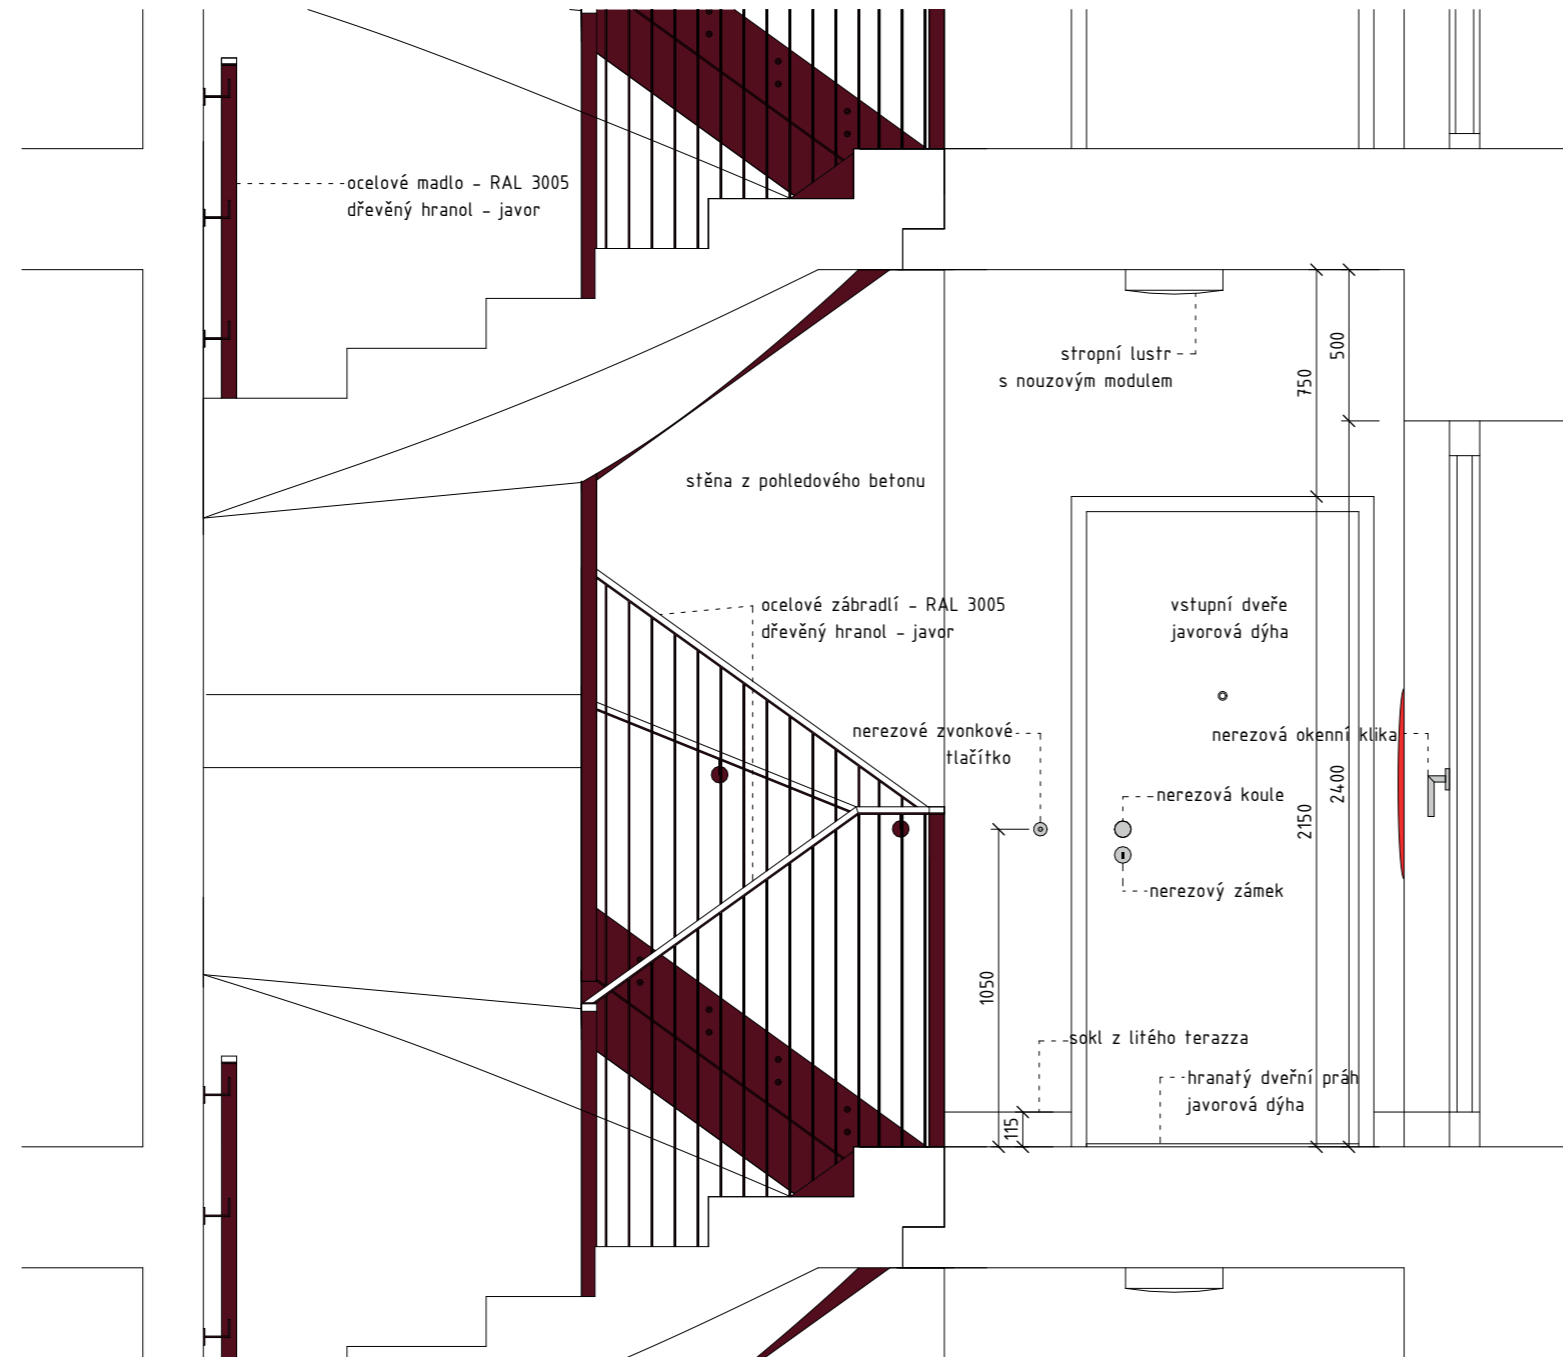 ocelové madlo - RAL 3005
dřevěný hranol - javor
stropní lustr
s nouzovým modulem
500
750
stěna z pohledového betonu
ocelové zábradlí - RAL 3005
dřevěný hranol - javor
vstupní dveře
javorová dýha
nerezové zvonkové
tlačítko
nerezová okenní klika
nerezová koule
2400
2150
nerezový zámek
1050
sokl z litého terazza
hranatý dveřní práh
javorová dýha
115